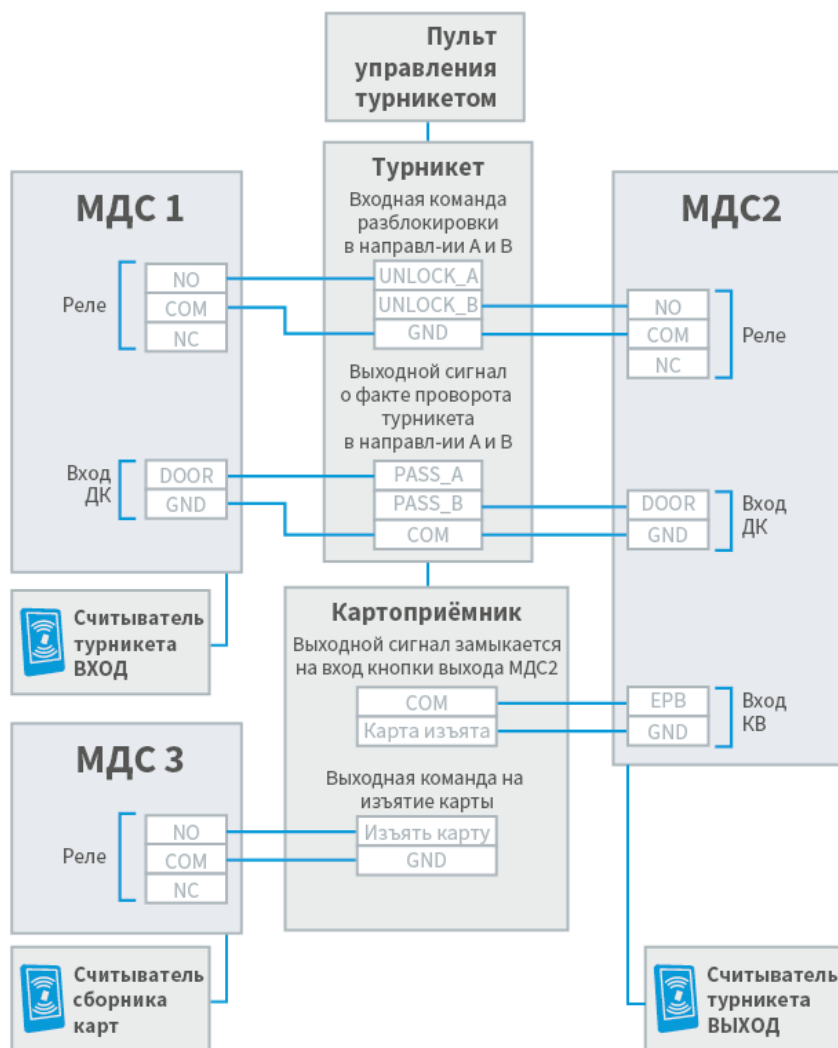 Пульт
управления
турникетом
Турникет
Входная команда
разблокировки
в направл-ии А и В
UNLOCK_A
UNLOCK_B
GND
Выходной сигнал
о факте проворота
турникета
в направл-ии А и В
PASS_A
PASS_B
COM
МДС 1
Реле
NO
COM
NC
Вход
ДК
DOOR
GND
Считыватель
турникета
ВХОД
МДС2
NO
COM
NC
Реле
DOOR
GND
Вход
ДК
EPB
GND
Вход
КВ
Картоприёмник
Выходной сигнал замыкается
на вход кнопки выхода МДС2
COM
Карта изъята
Выходная команда на
изъятие карты
Изъять карту
GND
МДС 3
Реле
NO
COM
NC
Считыватель
сборника
карт
Считыватель
турникета
ВЫХОД